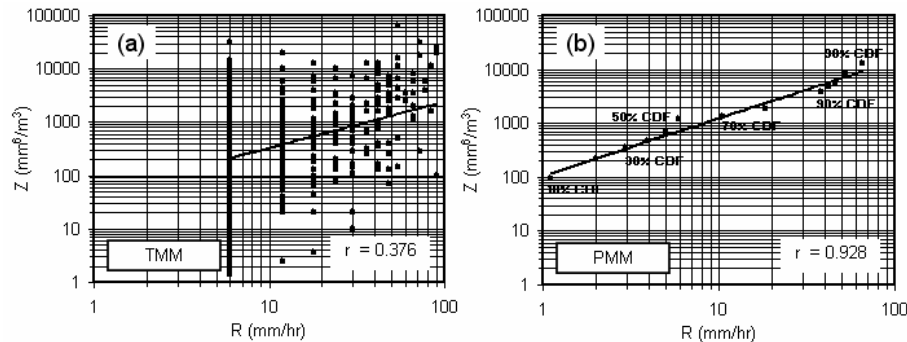 100000
10000
1000
100
10
1
Z (mm⁶/m³)
(a)
TMM
r = 0.376
1
10
100
R (mm/hr)
100000
10000
1000
100
10
1
Z (mm⁶/m³)
(b)
CDF
90% CDF
50% CDF
70% CDF
30% CDF
10% CDF
PMM
r = 0.928
1
10
100
R (mm/hr)